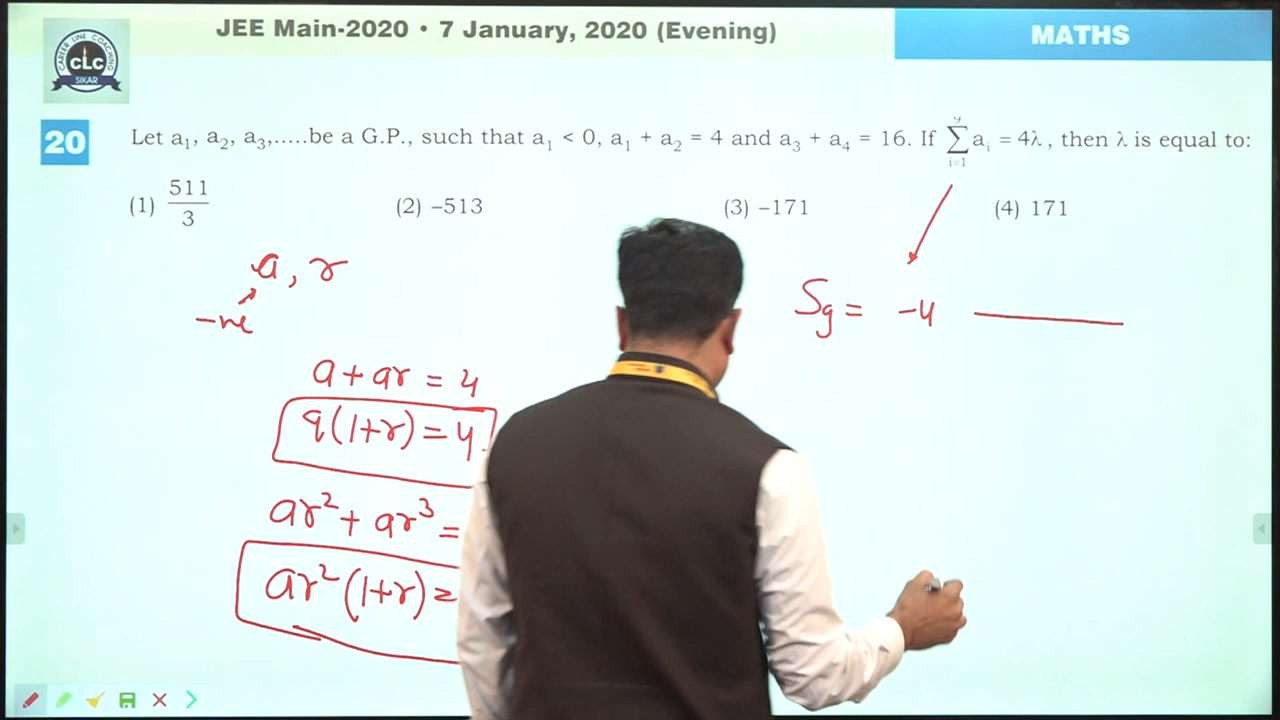 JEE Main-2020 • 7 January, 2020 (Evening)
MATHS
CAREER LINE COACHING
CLC
SIKAR
20 Let a₁, a₂, a₃,.....be a G.P., such that a₁ < 0, a₁ + a₂ = 4 and a₃ + a₄ = 16. If ∑ᵢ₌₁⁹ aᵢ = 4λ, then λ is equal to:
(1) 511/3 (2) –513 (3) –171 (4) 171
a, r
-ve
S₉ = -4
a + ar = 4
a(1+r) = 4
ar² + ar³ =
ar²(1+r) =